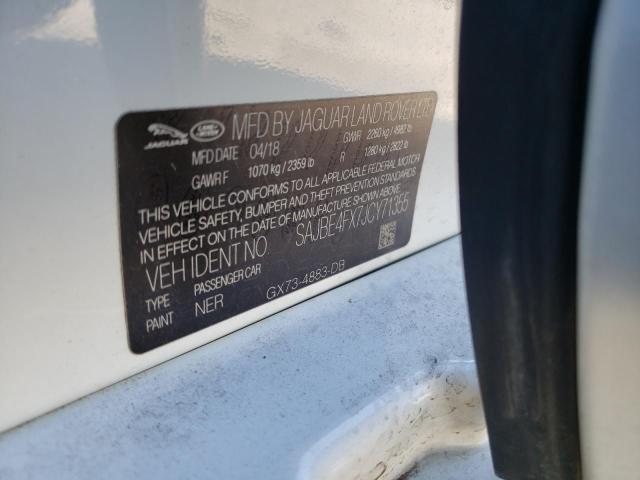 JAGUAR
LAND ROVER
MFD BY JAGUAR LAND ROVER LTD
MFD DATE 04/18 GVWR 2260 kg / 4982 lb
GAWR F 1070 kg / 2359 lb R 1280 kg / 2822 lb
THIS VEHICLE CONFORMS TO ALL APPLICABLE FEDERAL MOTOR
VEHICLE SAFETY, BUMPER AND THEFT PREVENTION STANDARDS
IN EFFECT ON THE DATE OF MANUFACTURE SHOWN ABOVE
VEH IDENT NO. SAJBE4FX7JCY71355
TYPE PASSENGER CAR
PAINT NER GX73-4883-DB